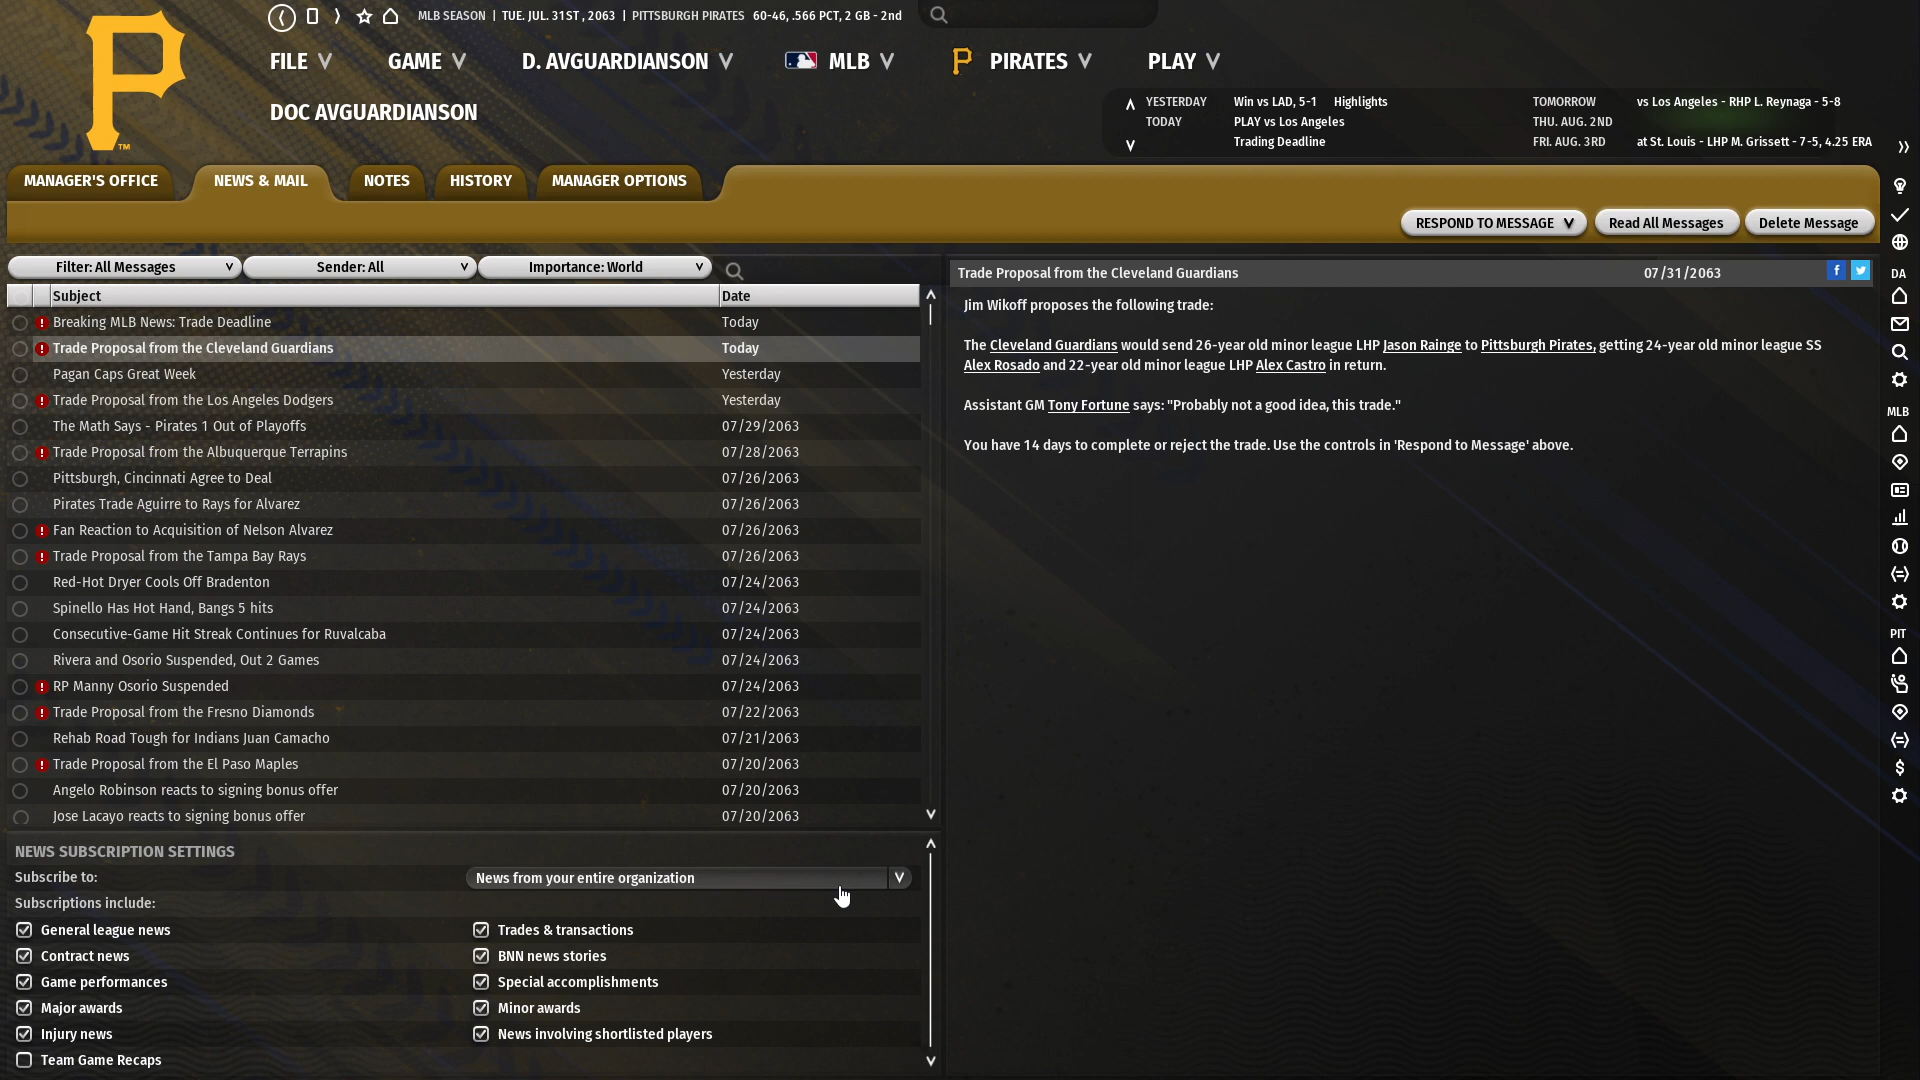 MLB SEASON | TUE. JUL. 31ST , 2063 | PITTSBURGH PIRATES 60-46, .566 PCT, 2 GB - 2nd
FILE GAME D. AVGUARDIANSON MLB PIRATES PLAY
DOC AVGUARDIANSON
YESTERDAY Win vs LAD, 5-1 Highlights TOMORROW vs Los Angeles - RHP L. Reynaga - 5-8
TODAY PLAY vs Los Angeles THU. AUG. 2ND
Trading Deadline FRI. AUG. 3RD at St. Louis - LHP M. Grissett - 7-5, 4.25 ERA
P TM
MANAGER'S OFFICE NEWS & MAIL NOTES HISTORY MANAGER OPTIONS
RESPOND TO MESSAGE Read All Messages Delete Message
Filter: All Messages Sender: All Importance: World
Subject Date
Breaking MLB News: Trade Deadline Today
Trade Proposal from the Cleveland Guardians Today
Pagan Caps Great Week Yesterday
Trade Proposal from the Los Angeles Dodgers Yesterday
The Math Says - Pirates 1 Out of Playoffs 07/29/2063
Trade Proposal from the Albuquerque Terrapins 07/28/2063
Pittsburgh, Cincinnati Agree to Deal 07/26/2063
Pirates Trade Aguirre to Rays for Alvarez 07/26/2063
Fan Reaction to Acquisition of Nelson Alvarez 07/26/2063
Trade Proposal from the Tampa Bay Rays 07/26/2063
Red-Hot Dryer Cools Off Bradenton 07/24/2063
Spinello Has Hot Hand, Bangs 5 hits 07/24/2063
Consecutive-Game Hit Streak Continues for Ruvalcaba 07/24/2063
Rivera and Osorio Suspended, Out 2 Games 07/24/2063
RP Manny Osorio Suspended 07/24/2063
Trade Proposal from the Fresno Diamonds 07/22/2063
Rehab Road Tough for Indians Juan Camacho 07/21/2063
Trade Proposal from the El Paso Maples 07/20/2063
Angelo Robinson reacts to signing bonus offer 07/20/2063
Jose Lacayo reacts to signing bonus offer 07/20/2063
NEWS SUBSCRIPTION SETTINGS
Subscribe to: News from your entire organization
Subscriptions include:
General league news Trades & transactions
Contract news BNN news stories
Game performances Special accomplishments
Major awards Minor awards
Injury news News involving shortlisted players
Team Game Recaps
Trade Proposal from the Cleveland Guardians 07/31/2063
Jim Wikoff proposes the following trade:
The Cleveland Guardians would send 26-year old minor league LHP Jason Rainge to Pittsburgh Pirates, getting 24-year old minor league SS
Alex Rosado and 22-year old minor league LHP Alex Castro in return.
Assistant GM Tony Fortune says: "Probably not a good idea, this trade."
You have 14 days to complete or reject the trade. Use the controls in 'Respond to Message' above.
DA
MLB
PIT